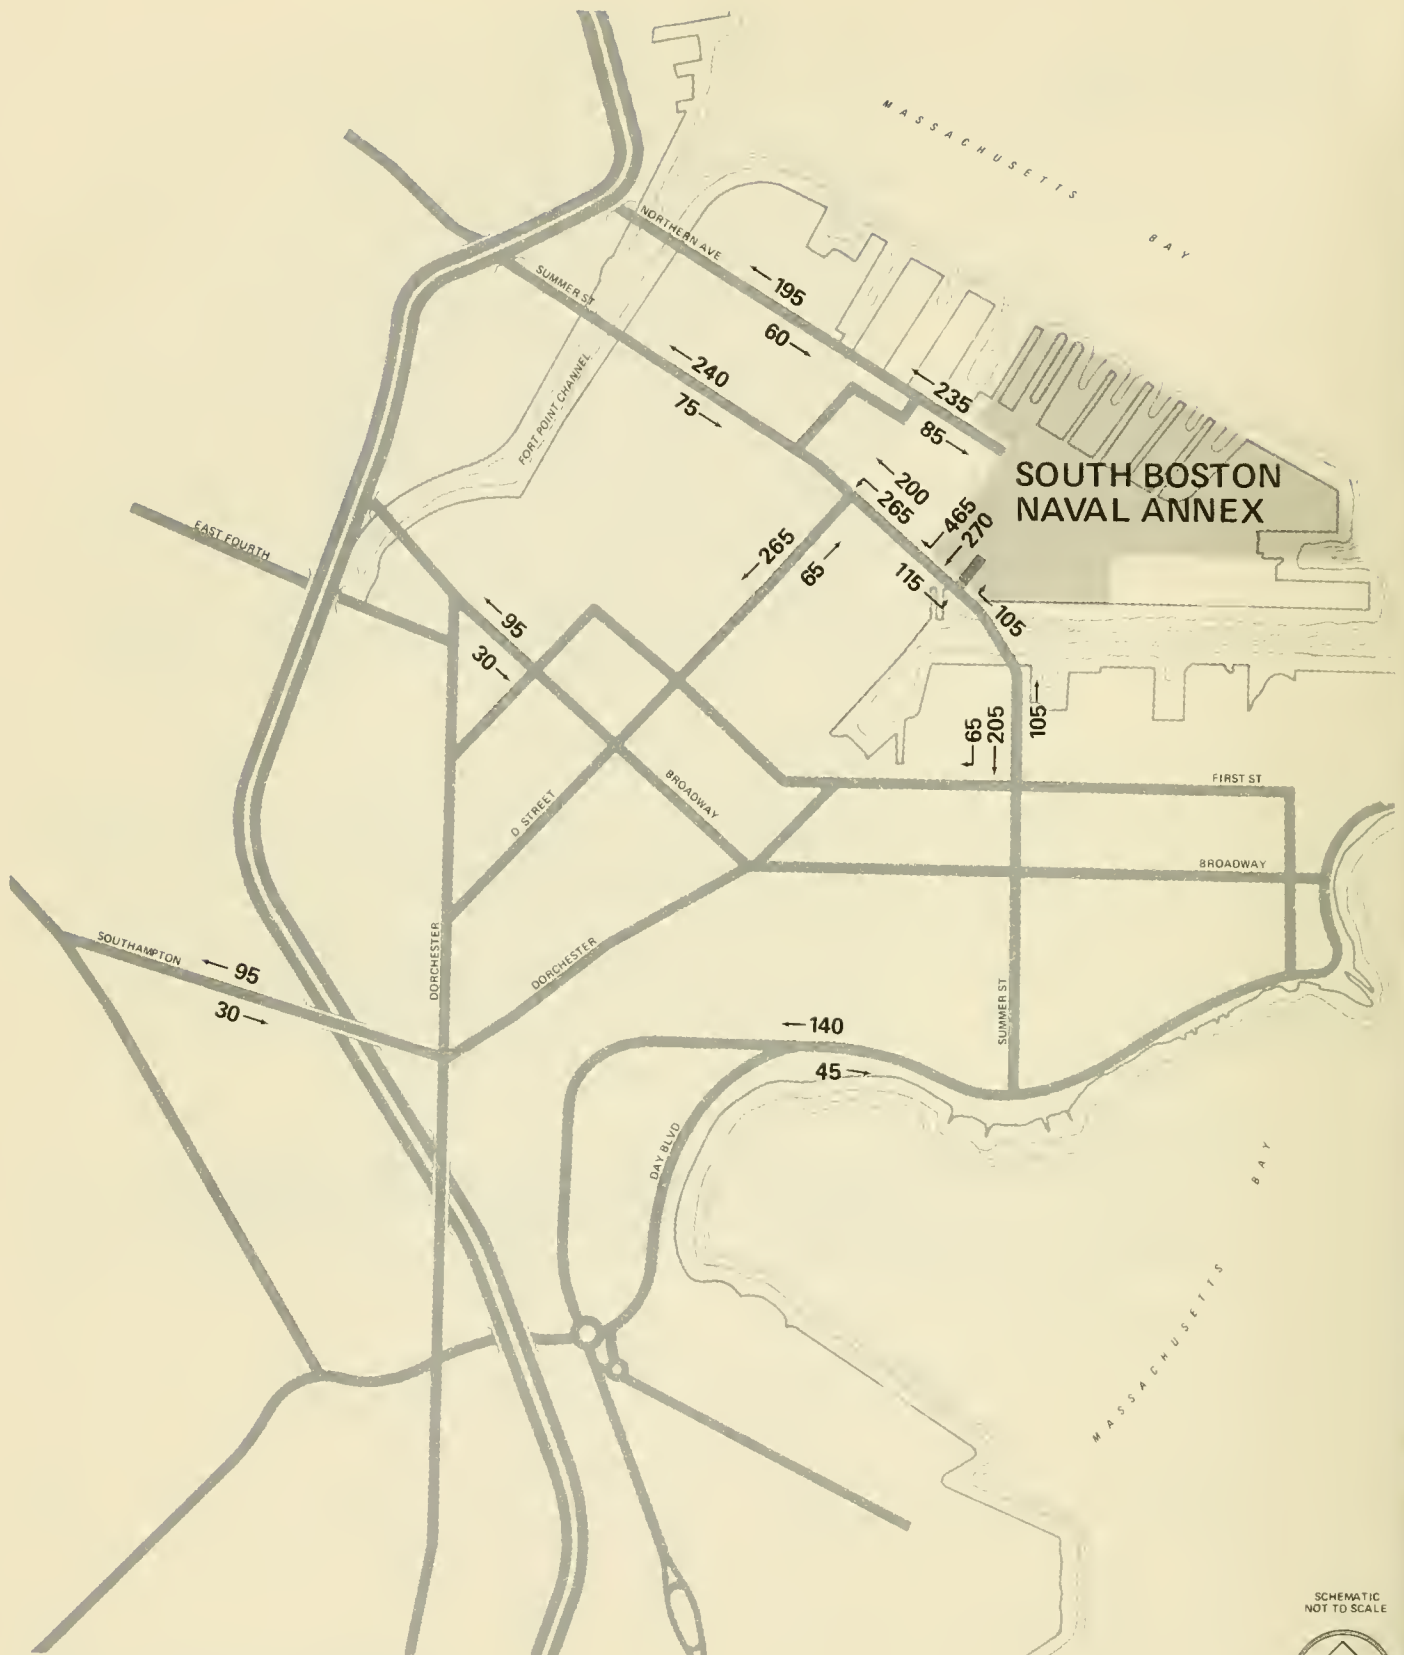 MASSACHUSETTS
BAY
NORTHERN AVE
←195
60→
SUMMER ST
←240
75→
←235
85→
FORT POINT CHANNEL
SOUTH BOSTON
NAVAL ANNEX
←200
265
465
270
115
105
EAST FOURTH
←265
65→
←95
30→
65
←205
105→
FIRST ST
BROADWAY
D STREET
BROADWAY
SOUTHAMPTON
←95
30→
DORCHESTER
DORCHESTER
SUMMER ST
←140
45→
DAY BLVD
MASSACHUSETTS
BAY
SCHEMATIC
NOT TO SCALE